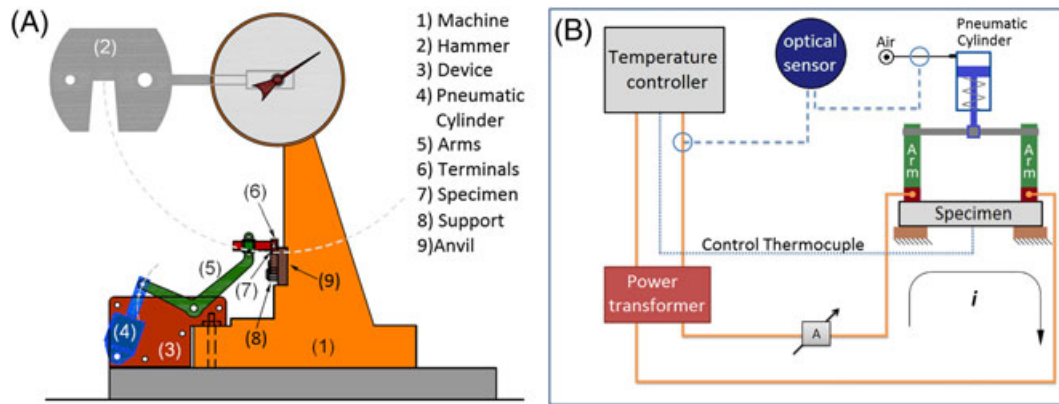 (A)
(2)
(6)
(5)
(7)
(9)
(8)
(4)
(3)
(1)
1) Machine
2) Hammer
3) Device
4) Pneumatic
Cylinder
5) Arms
6) Terminals
7) Specimen
8) Support
9)Anvil
(B)
Temperature
controller
optical
sensor
Air
Pneumatic
Cylinder
Arm
Arm
Specimen
Control Thermocuple
Power
transformer
A
i